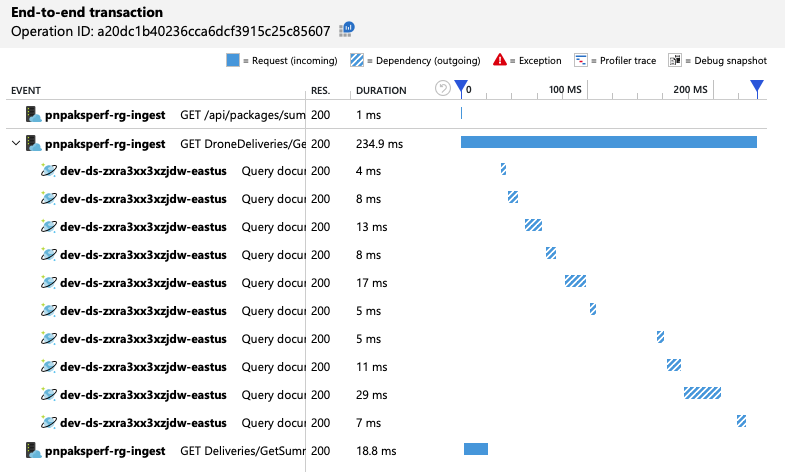 End-to-end transaction
Operation ID: a20dc1b40236cca6dcf3915c25c85607
= Request (incoming) = Dependency (outgoing) = Exception = Profiler trace = Debug snapshot
EVENT RES. DURATION 0 100 MS 200 MS
pnpaksperf-rg-ingest GET /api/packages/sum 200 1 ms
pnpaksperf-rg-ingest GET DroneDeliveries/Ge 200 234.9 ms
dev-ds-zxra3xx3xzjdw-eastus Query docu 200 4 ms
dev-ds-zxra3xx3xzjdw-eastus Query docu 200 8 ms
dev-ds-zxra3xx3xzjdw-eastus Query docu 200 13 ms
dev-ds-zxra3xx3xzjdw-eastus Query docu 200 8 ms
dev-ds-zxra3xx3xzjdw-eastus Query docu 200 17 ms
dev-ds-zxra3xx3xzjdw-eastus Query docu 200 5 ms
dev-ds-zxra3xx3xzjdw-eastus Query docu 200 5 ms
dev-ds-zxra3xx3xzjdw-eastus Query docu 200 11 ms
dev-ds-zxra3xx3xzjdw-eastus Query docu 200 29 ms
dev-ds-zxra3xx3xzjdw-eastus Query docu 200 7 ms
pnpaksperf-rg-ingest GET Deliveries/GetSumr 200 18.8 ms